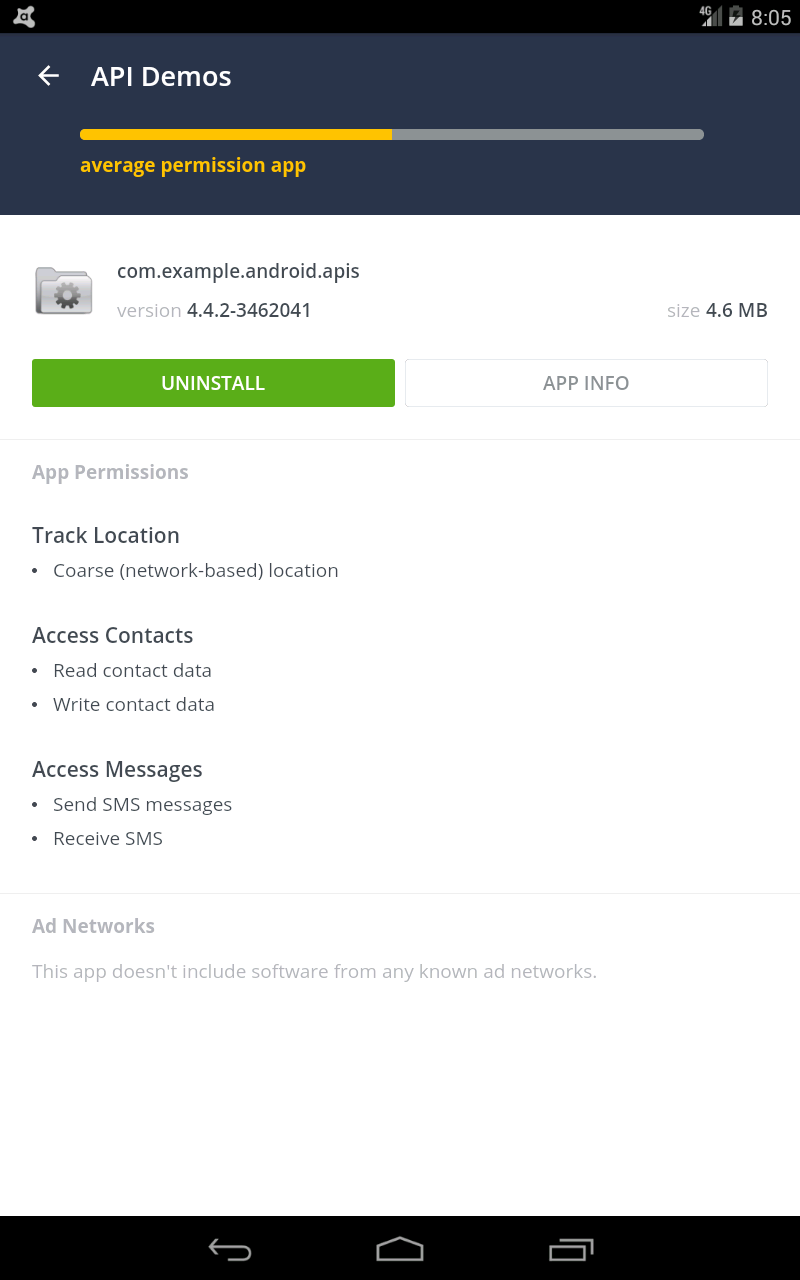 4G 8:05
API Demos
average permission app
com.example.android.apis
version 4.4.2-3462041 size 4.6 MB
UNINSTALL APP INFO
App Permissions
Track Location
• Coarse (network-based) location
Access Contacts
• Read contact data
• Write contact data
Access Messages
• Send SMS messages
• Receive SMS
Ad Networks
This app doesn't include software from any known ad networks.